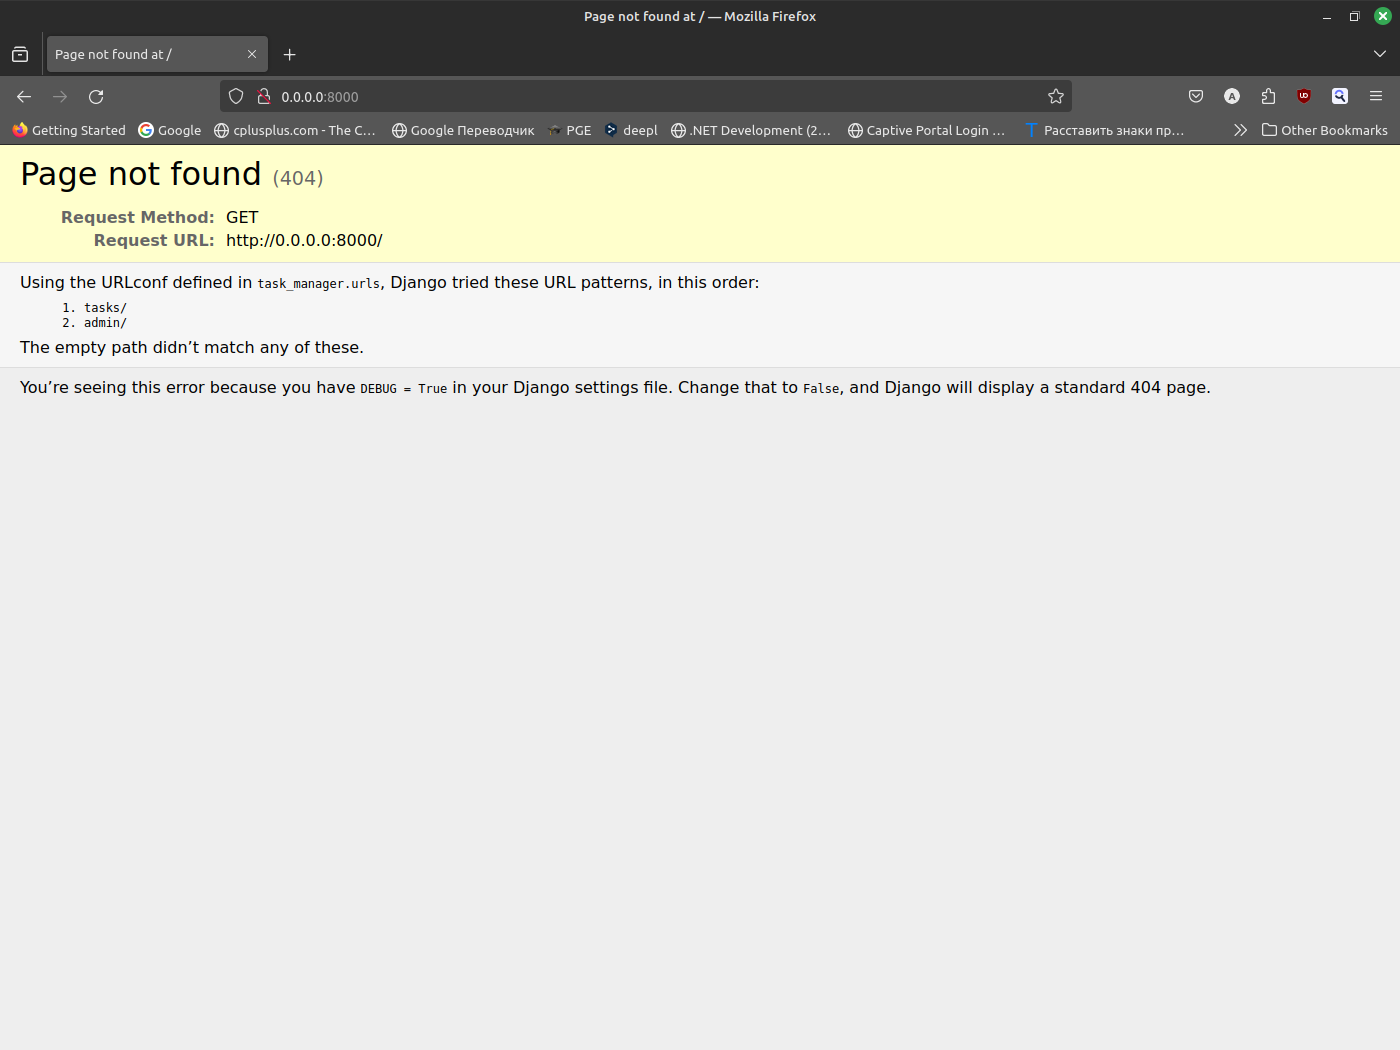 Page not found at / — Mozilla Firefox
Page not found at /
0.0.0.0:8000
Getting Started Google cplusplus.com - The C… Google Переводчик PGE deepl .NET Development (2… Captive Portal Login … Расставить знаки пр… Other Bookmarks
Page not found (404)
Request Method: GET
Request URL: http://0.0.0.0:8000/
Using the URLconf defined in task_manager.urls, Django tried these URL patterns, in this order:
1. tasks/
2. admin/
The empty path didn’t match any of these.
You’re seeing this error because you have DEBUG = True in your Django settings file. Change that to False, and Django will display a standard 404 page.